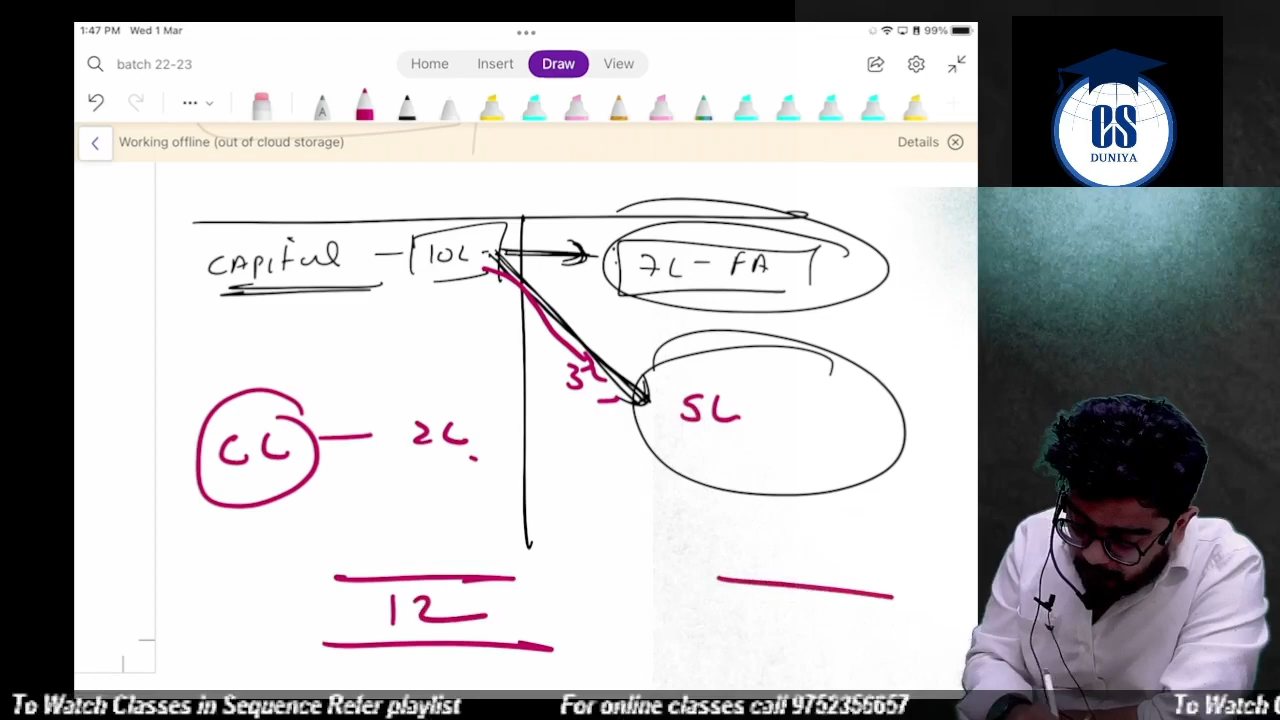 1:47 PM Wed 1 Mar
99%
batch 22-23
Home Insert Draw View
Working offline (out of cloud storage)
Details
CS
DUNIYA
CAPITAL — 10L
7L - FA
3L
5L
CL — 2L
12
To Watch Classes in Sequence Refer playlist
For online classes call 9752356657
To Watch C